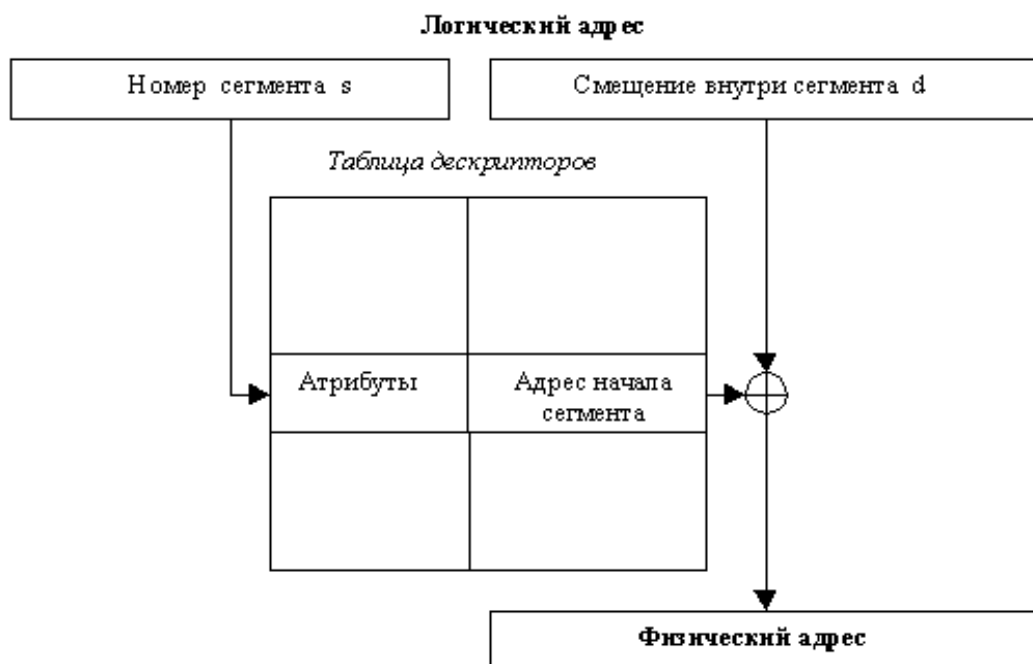 Логический адрес
Номер сегмента s
Смещение внутри сегмента d
Таблица дескрипторов
Атрибуты
Адрес начала
сегмента
Физический адрес